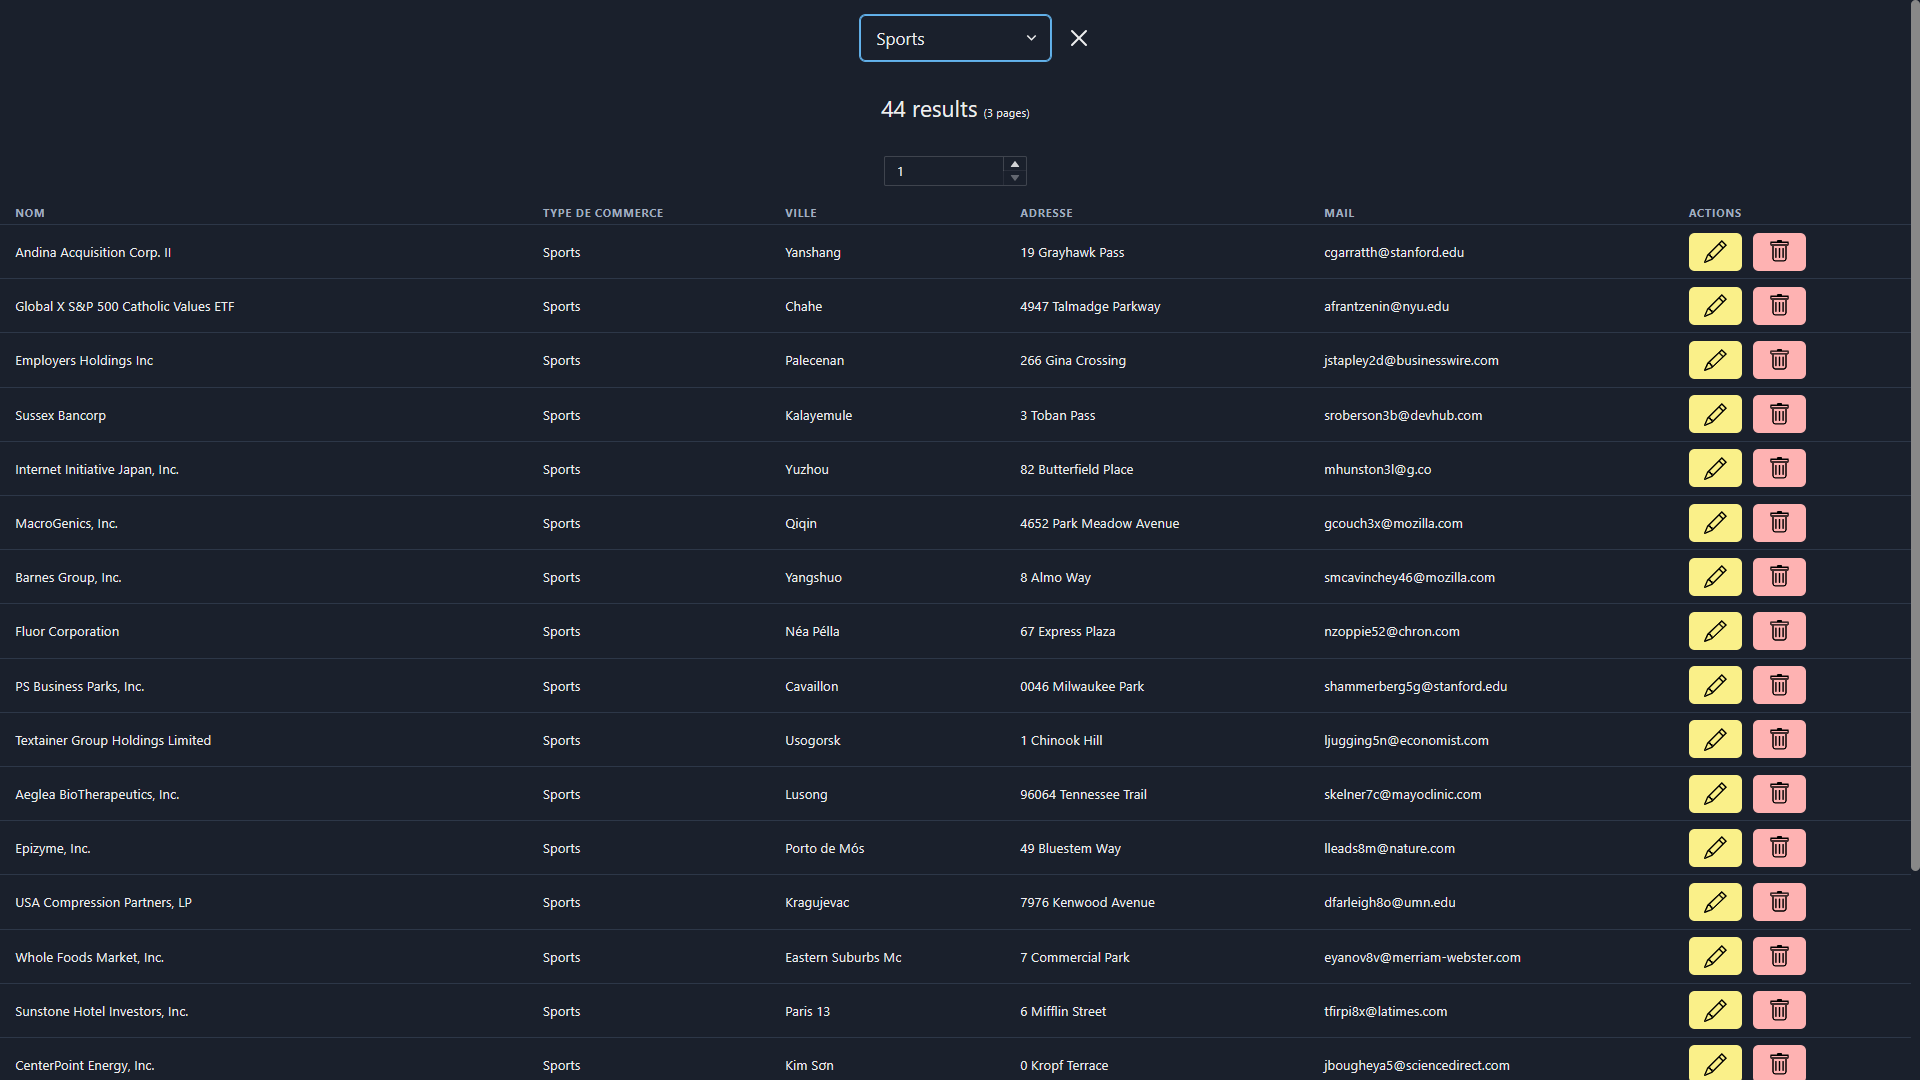 Sports
44 results (3 pages)
1
NOM TYPE DE COMMERCE VILLE ADRESSE MAIL ACTIONS
Andina Acquisition Corp. II Sports Yanshang 19 Grayhawk Pass cgarratth@stanford.edu
Global X S&P 500 Catholic Values ETF Sports Chahe 4947 Talmadge Parkway afrantzenin@nyu.edu
Employers Holdings Inc Sports Palecenan 266 Gina Crossing jstapley2d@businesswire.com
Sussex Bancorp Sports Kalayemule 3 Toban Pass sroberson3b@devhub.com
Internet Initiative Japan, Inc. Sports Yuzhou 82 Butterfield Place mhunston3l@g.co
MacroGenics, Inc. Sports Qiqin 4652 Park Meadow Avenue gcouch3x@mozilla.com
Barnes Group, Inc. Sports Yangshuo 8 Almo Way smcavinchey46@mozilla.com
Fluor Corporation Sports Néa Pélla 67 Express Plaza nzoppie52@chron.com
PS Business Parks, Inc. Sports Cavaillon 0046 Milwaukee Park shammerberg5g@stanford.edu
Textainer Group Holdings Limited Sports Usogorsk 1 Chinook Hill ljugging5n@economist.com
Aeglea BioTherapeutics, Inc. Sports Lusong 96064 Tennessee Trail skelner7c@mayoclinic.com
Epizyme, Inc. Sports Porto de Mós 49 Bluestem Way lleads8m@nature.com
USA Compression Partners, LP Sports Kragujevac 7976 Kenwood Avenue dfarleigh8o@umn.edu
Whole Foods Market, Inc. Sports Eastern Suburbs Mc 7 Commercial Park eyanov8v@merriam-webster.com
Sunstone Hotel Investors, Inc. Sports Paris 13 6 Mifflin Street tfirpi8x@latimes.com
CenterPoint Energy, Inc. Sports Kim Sơn 0 Kropf Terrace jbougheya5@sciencedirect.com